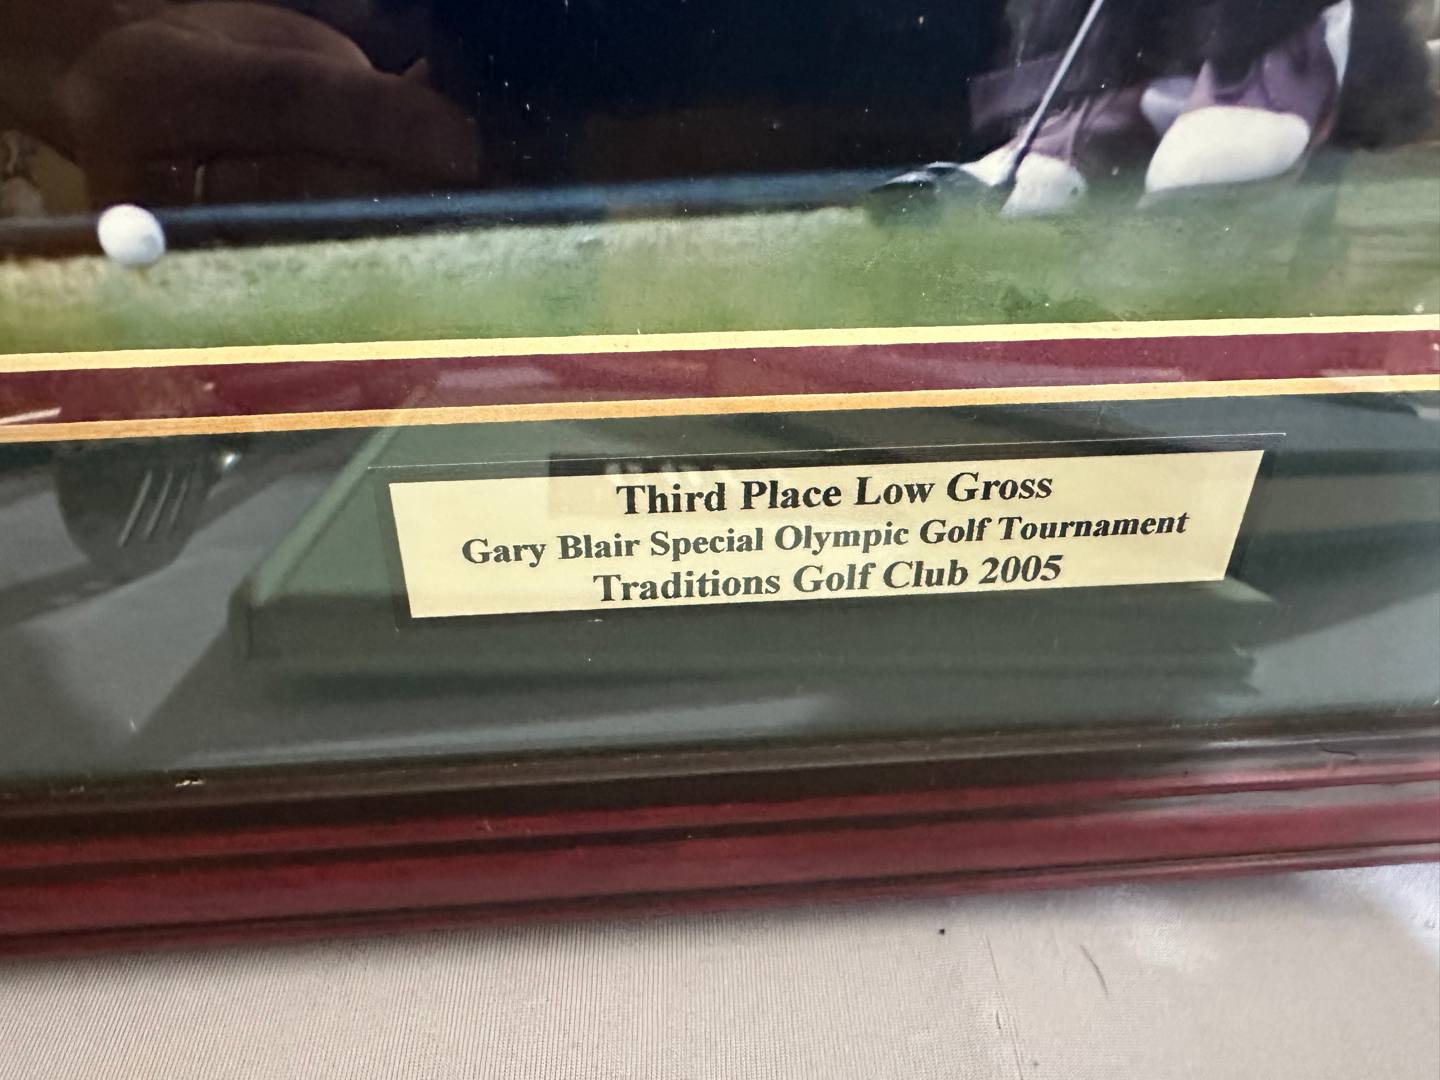 Third Place Low Gross
Gary Blair Special Olympic Golf Tournament
Traditions Golf Club 2005